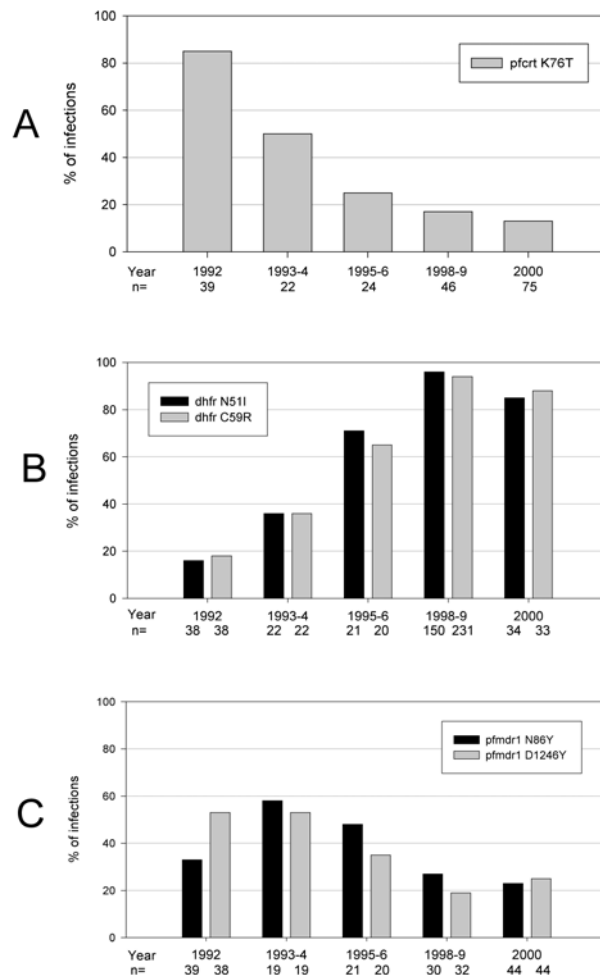 A
% of infections
100
80
60
40
20
0
pfcrt K76T
Year 1992 1993-4 1995-6 1998-9 2000
n= 39 22 24 46 75
B
% of infections
100
80
60
40
20
0
dhfr N51I
dhfr C59R
Year 1992 1993-4 1995-6 1998-9 2000
n= 38 38 22 22 21 20 150 231 34 33
C
% of infections
100
80
60
40
20
0
pfmdr1 N86Y
pfmdr1 D1246Y
Year 1992 1993-4 1995-6 1998-9 2000
n= 39 38 19 19 21 20 30 32 44 44